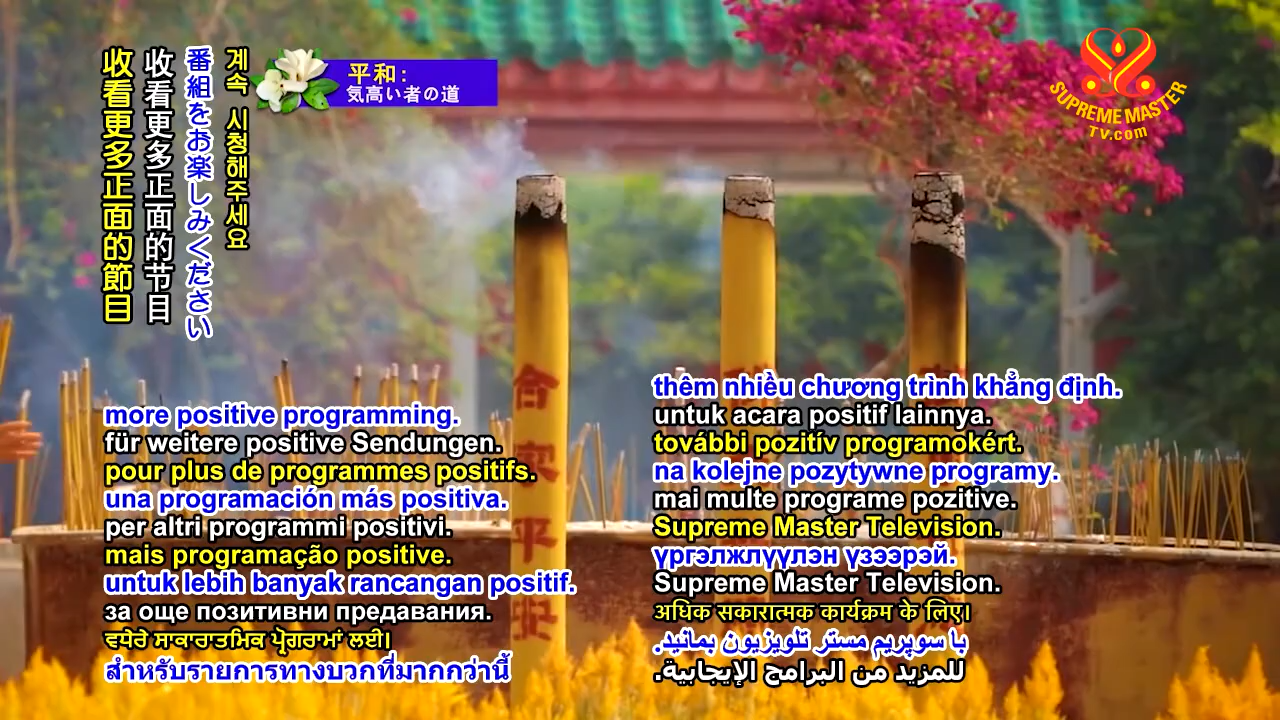 收看更多正面的節目
收看更多正面的节目
番組をお楽しみください
계속 시청해주세요
平和:
気高い者の道
SUPREME MASTER
TV.com
合家平安
more positive programming.
für weitere positive Sendungen.
pour plus de programmes positifs.
una programación más positiva.
per altri programmi positivi.
mais programação positive.
untuk lebih banyak rancangan positif.
за още позитивни предавания.
ਵਧੇਰੇ ਸਾਕਾਰਾਤਮਿਕ ਪ੍ਰੋਗਰਾਮਾਂ ਲਈ।
สำหรับรายการทางบวกที่มากกว่านี้
thêm nhiều chương trình khẳng định.
untuk acara positif lainnya.
további pozitív programokért.
na kolejne pozytywne programy.
mai multe programe pozitive.
Supreme Master Television.
үргэлжлүүлэн үзээрэй.
Supreme Master Television.
अधिक सकारात्मक कार्यक्रम के लिए।
با سوپریم مستر تلویزیون بمانید.
للمزيد من البرامج الإيجابية.